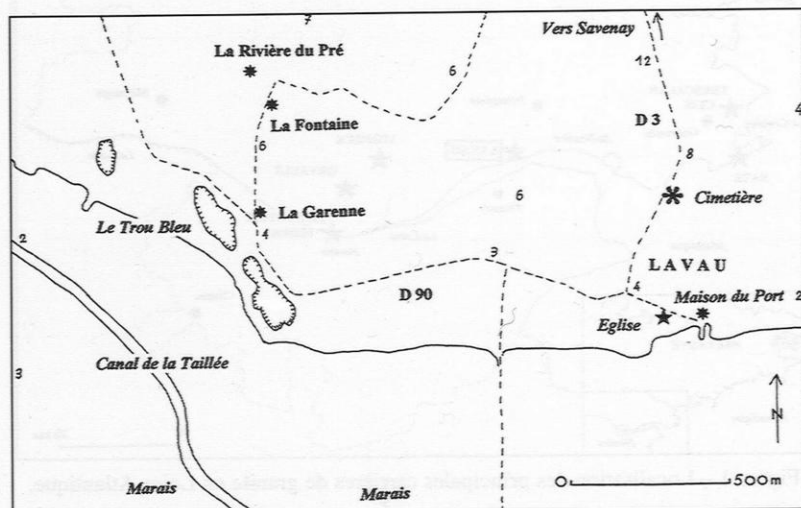 7
Vers Savenay
La Rivière du Pré
6
12
4
La Fontaine
D 3
6
8
6
Cimetière
La Garenne
Le Trou Bleu
4
2
3
LAVAU
D 90
4
Maison du Port
2
Eglise
Canal de la Taillée
3
N
Marais
Marais
0 500m